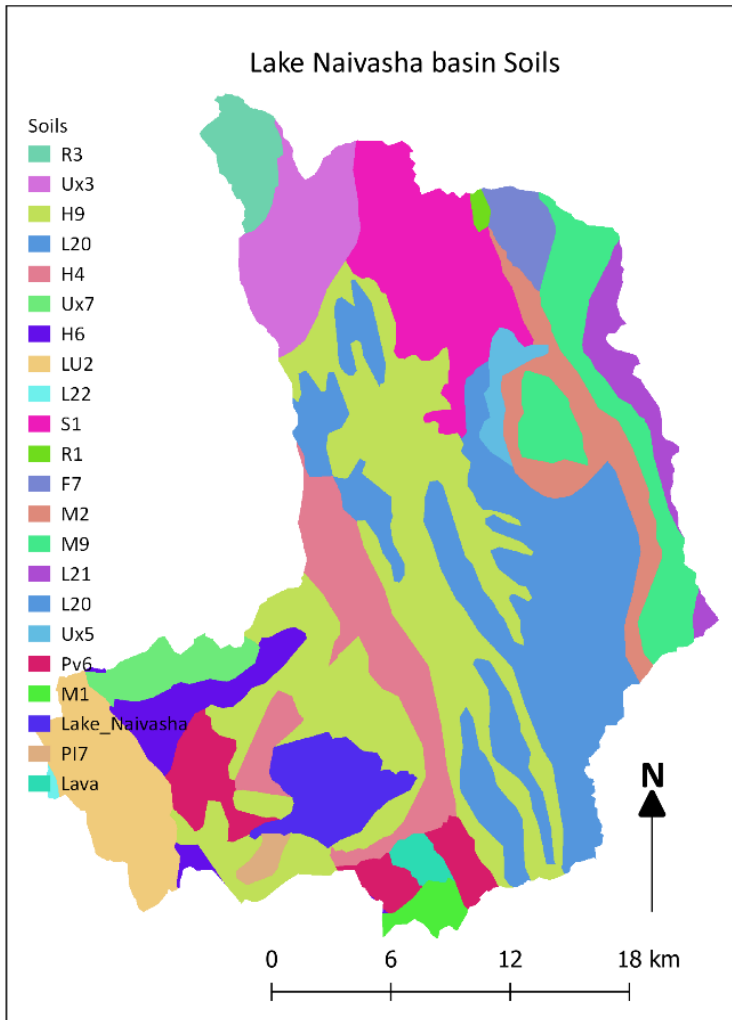 Lake Naivasha basin Soils
Soils
R3
Ux3
H9
L20
H4
Ux7
H6
LU2
L22
S1
R1
F7
M2
M9
L21
L20
Ux5
Pv6
M1
Lake_Naivasha
Pl7
Lava
N
0 6 12 18 km